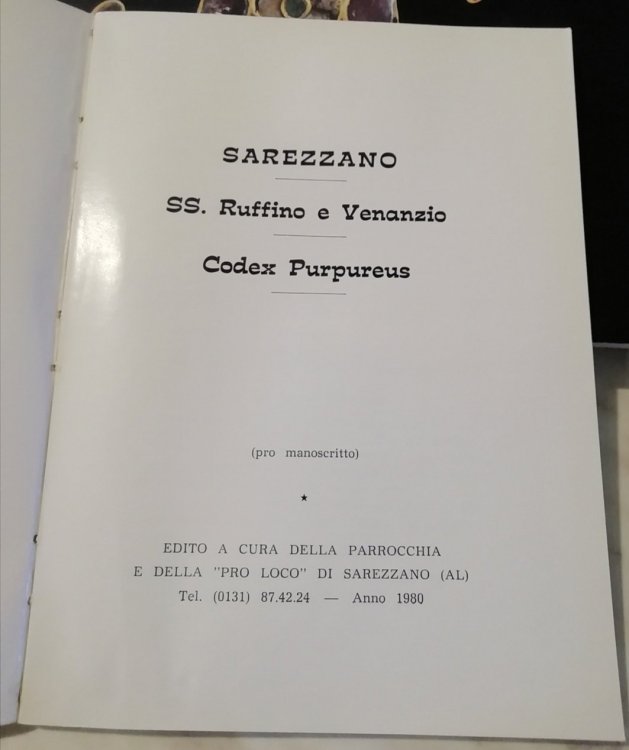 SAREZZANO
SS. Ruffino e Venanzio
Codex Purpureus
(pro manoscritto)
★
EDITO A CURA DELLA PARROCCHIA
E DELLA "PRO LOCO" DI SAREZZANO (AL)
Tel. (0131) 87.42.24 — Anno 1980